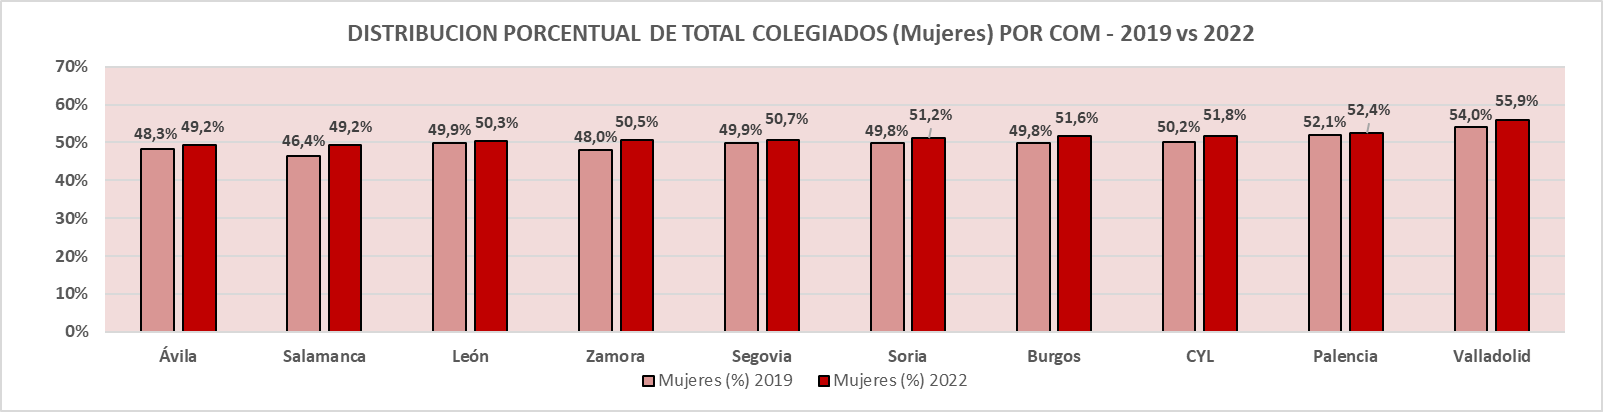 DISTRIBUCION PORCENTUAL DE TOTAL COLEGIADOS (Mujeres) POR COM - 2019 vs 2022
70%
60%
50%
40%
30%
20%
10%
0%
48,3% 49,2% 46,4% 49,2% 49,9% 50,3% 48,0% 50,5% 49,9% 50,7% 49,8% 51,2% 49,8% 51,6% 50,2% 51,8% 52,1% 52,4% 54,0% 55,9%
Ávila Salamanca León Zamora Segovia Soria Burgos CYL Palencia Valladolid
Mujeres (%) 2019 Mujeres (%) 2022